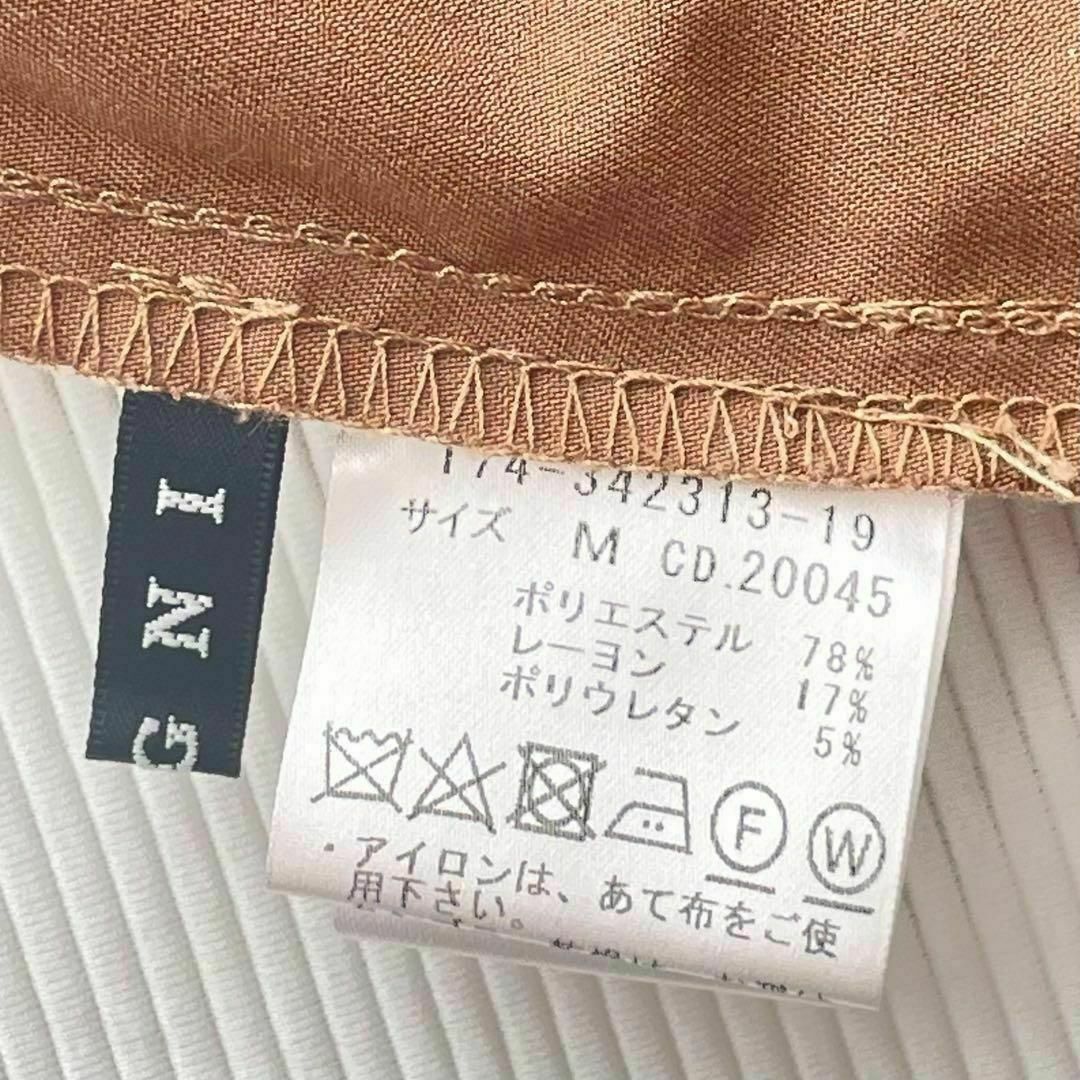 ING
174-342313-19
サイズ M CD.20045
ポリエステル 78%
レーヨン 17%
ポリウレタン 5%
F W
・アイロンは、あて布をご使
用下さい。